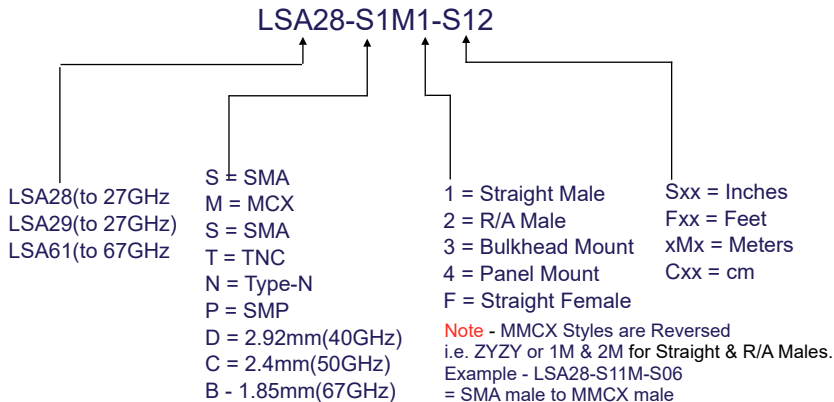 LSA28-S1M1-S12
LSA28(to 27GHz
LSA29(to 27GHz)
LSA61(to 67GHz
S = SMA
M = MCX
S = SMA
T = TNC
N = Type-N
P = SMP
D = 2.92mm(40GHz)
C = 2.4mm(50GHz)
B - 1.85mm(67GHz)
1 = Straight Male
2 = R/A Male
3 = Bulkhead Mount
4 = Panel Mount
F = Straight Female
Note - MMCX Styles are Reversed
i.e. ZYZY or 1M & 2M for Straight & R/A Males.
Example - LSA28-S11M-S06
= SMA male to MMCX male
Sxx = Inches
Fxx = Feet
xMx = Meters
Cxx = cm